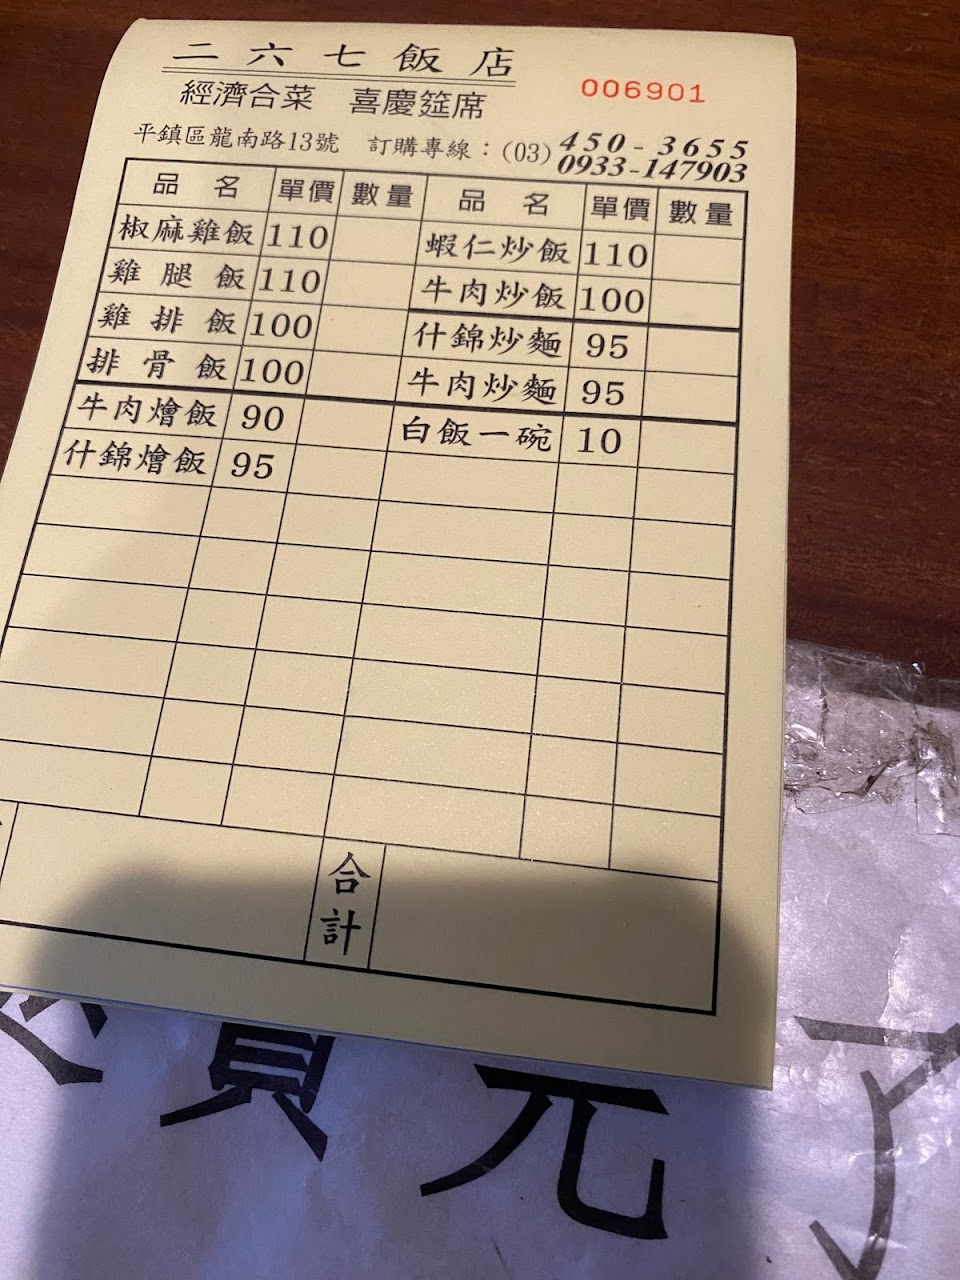 二六七飯店
006901
經濟合菜 喜慶筵席
平鎮區龍南路13號 訂購專線：(03) 450-3655
0933-147903
品名 單價 數量 品名 單價 數量
椒麻雞飯 110 蝦仁炒飯 110
雞腿飯 110 牛肉炒飯 100
雞排飯 100 什錦炒麵 95
排骨飯 100 牛肉炒麵 95
牛肉燴飯 90 白飯一碗 10
什錦燴飯 95
合計
元